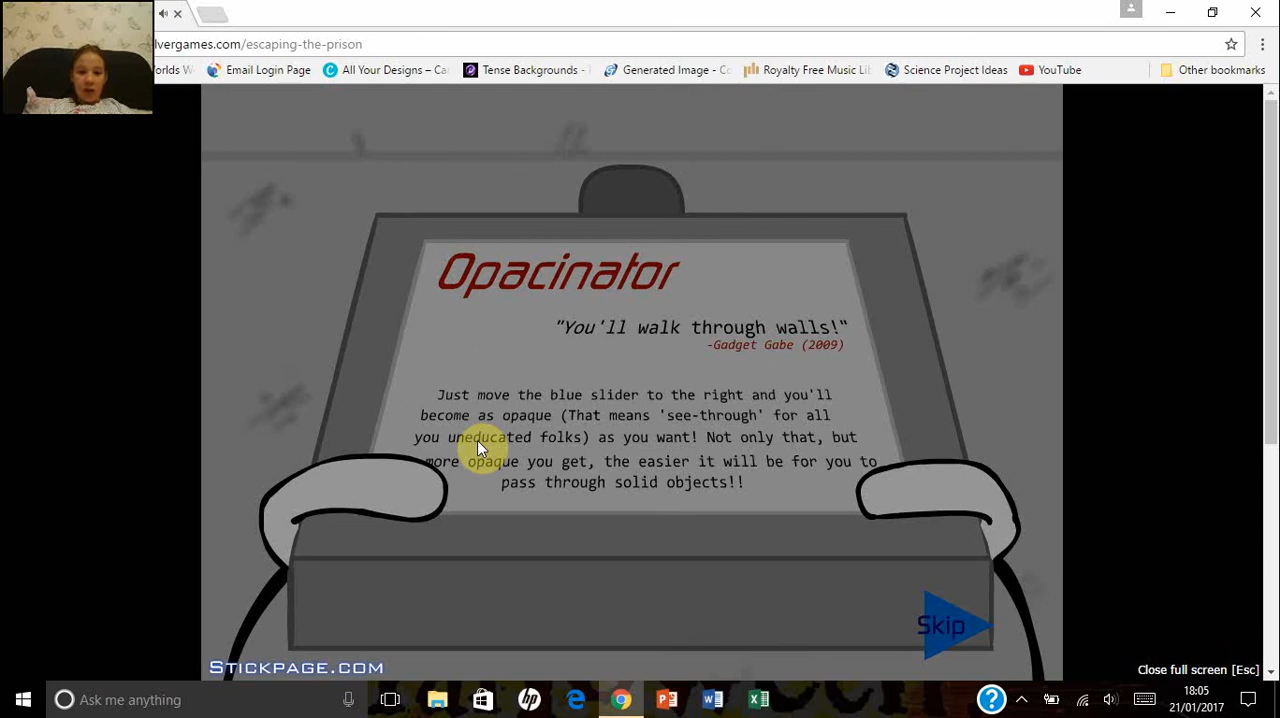 lvergames.com/escaping-the-prison
orlds W
Email Login Page
All Your Designs – Ca
Tense Backgrounds -
Generated Image - Co
Royalty Free Music Li
Science Project Ideas
YouTube
Other bookmarks
Opacinator
"You'll walk through walls!"
-Gadget Gabe (2009)
Just move the blue slider to the right and you'll
become as opaque (That means 'see-through' for all
you uneducated folks) as you want! Not only that, but
more opaque you get, the easier it will be for you to
pass through solid objects!!
Skip
STICKPAGE.COM
Close full screen [Esc]
Ask me anything
18:05
21/01/2017